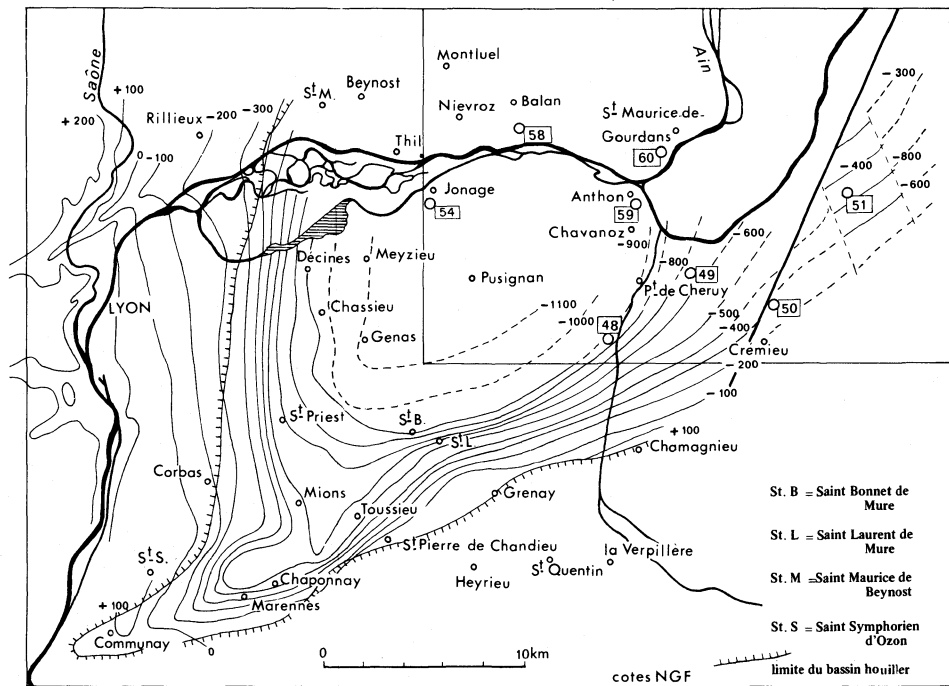 Saône
+100
+200
0
-100
Rillieux
-200
-300
St M.
Beynost
Montluel
Nievroz
Balan
58
Thil
Ain
St Maurice-de-
Gourdans
60
-300
-400
-800
-600
51
Jonage
54
Anthon
59
Chavanoz
-900
-600
-800
49
Pt de Cheruy
Décines
Meyzieu
Pusignan
LYON
Chassieu
Genas
-1100
-1000
48
-500
-400
50
Cremieu
-200
-100
St Priest
St B.
St L.
+100
Chamagnieu
Corbas
Mions
Toussieu
Grenay
St Pierre de Chandieu
St S.
Chaponnay
Marennes
Heyrieu
St Quentin
la Verpillère
+100
Communay
0
St. B = Saint Bonnet de
Mure
St. L = Saint Laurent de
Mure
St. M = Saint Maurice de
Beynost
St. S = Saint Symphorien
d'Ozon
0
10km
cotes NGF
limite du bassin houiller